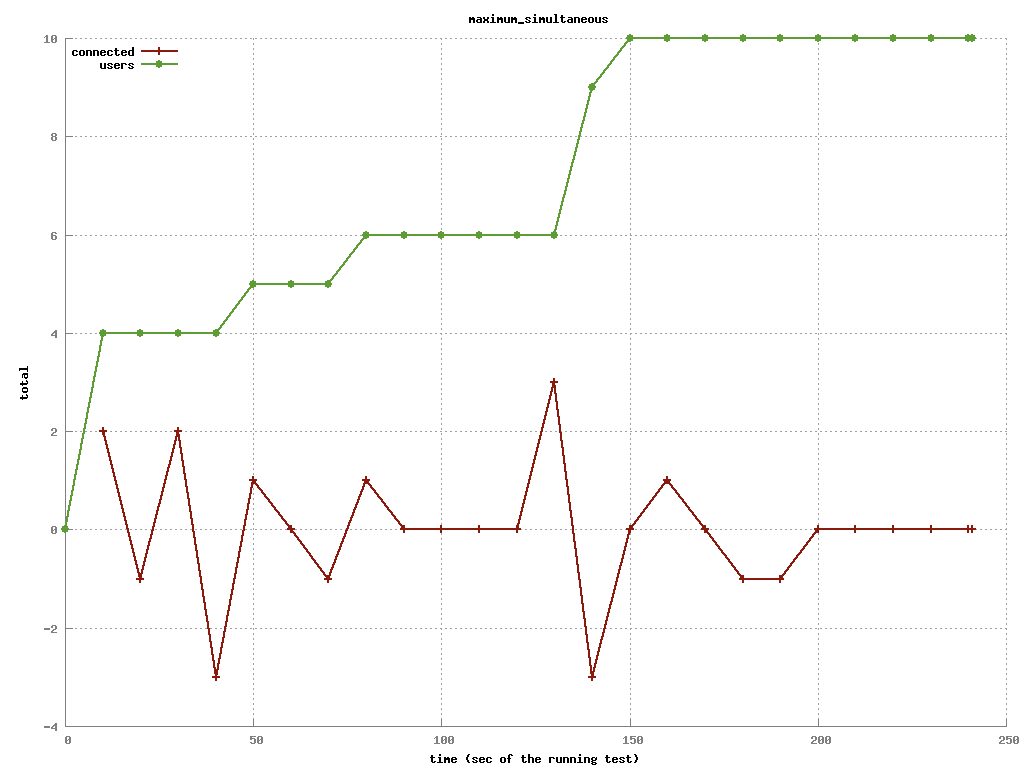 maximum_simultaneous
connected
users
10
8
6
4
2
0
-2
-4
total
0 50 100 150 200 250
time (sec of the running test)